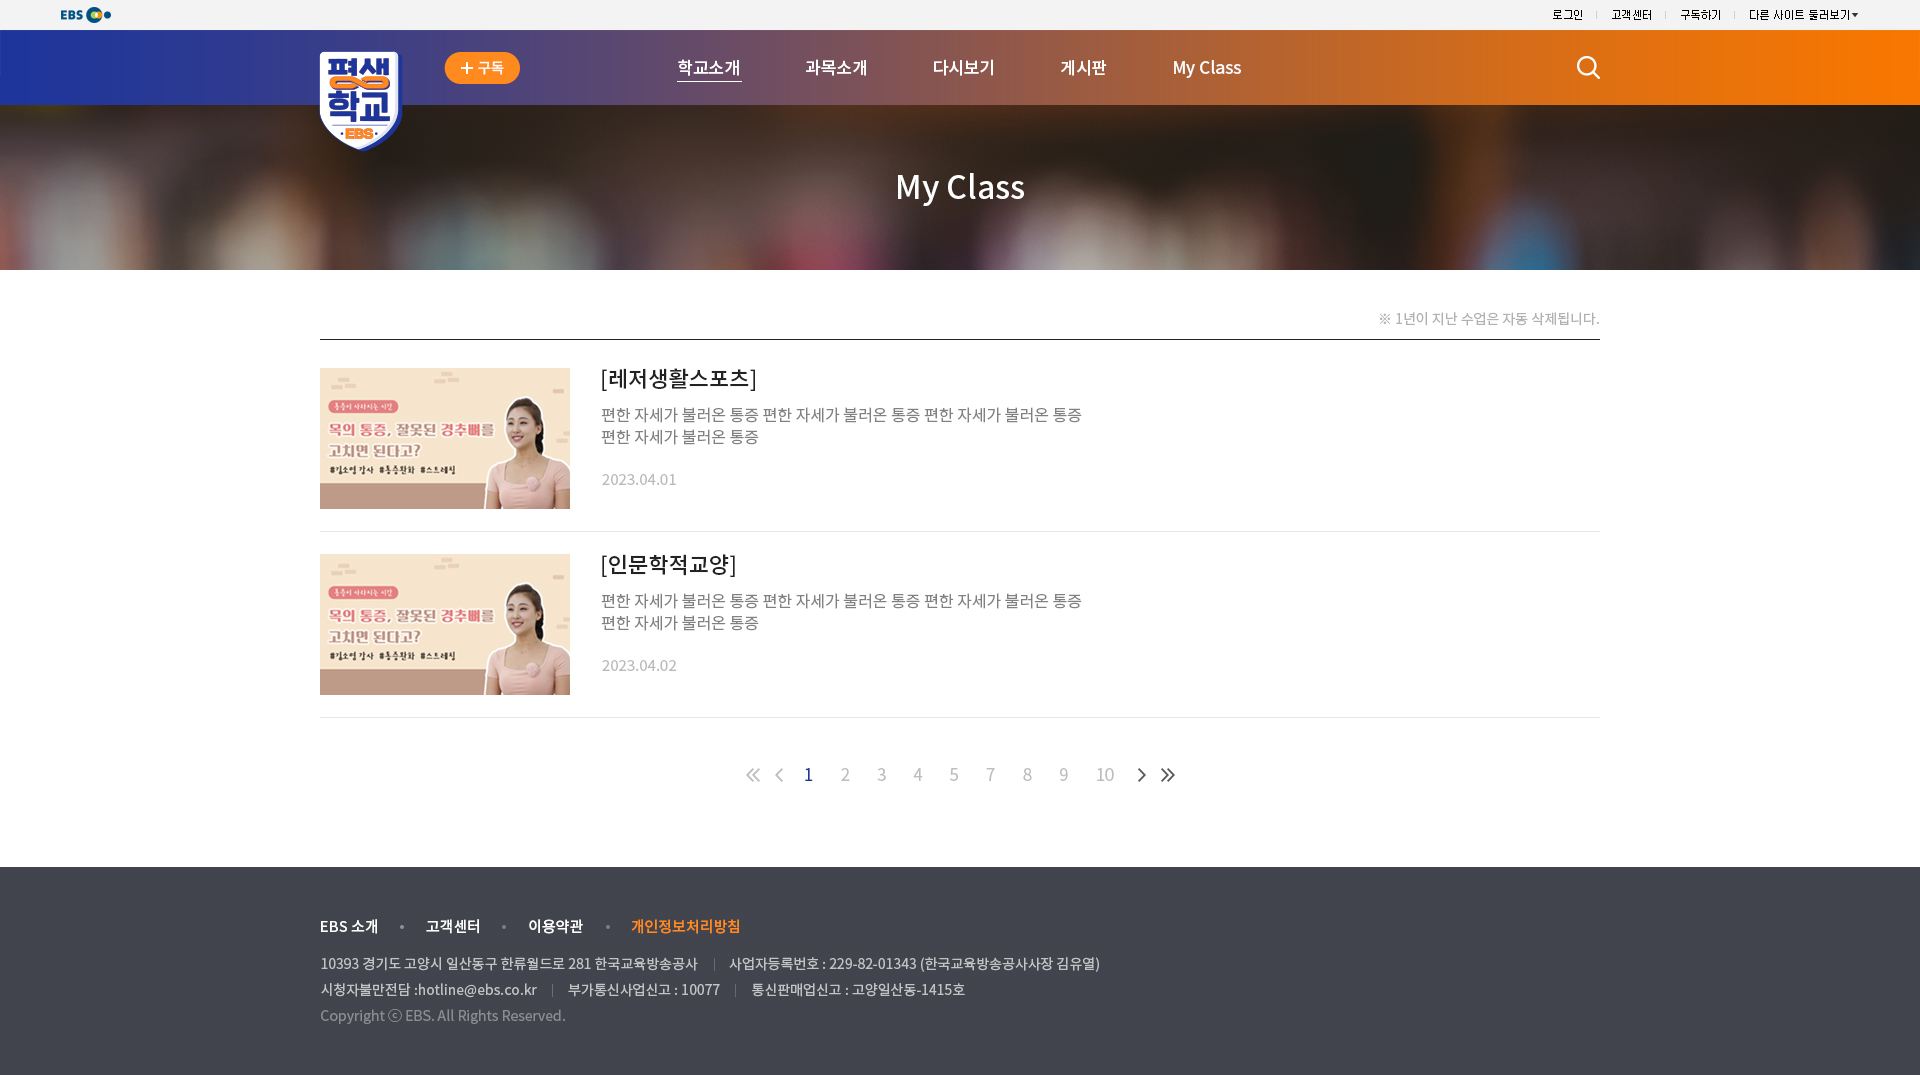 EBS
로그인 고객센터 구독하기 다른 사이트 둘러보기
평생
학교
EBS
+ 구독
학교소개 과목소개 다시보기 게시판 My Class
My Class
※ 1년이 지난 수업은 자동 삭제됩니다.
통증이 사라지는 시간
목의 통증, 잘못된 경추뼈를
고치면 된다고?
#김소영 강사 #통증완화 #스트레칭
[레저생활스포츠]
편한 자세가 불러온 통증 편한 자세가 불러온 통증 편한 자세가 불러온 통증
편한 자세가 불러온 통증
2023.04.01
통증이 사라지는 시간
목의 통증, 잘못된 경추뼈를
고치면 된다고?
#김소영 강사 #통증완화 #스트레칭
[인문학적교양]
편한 자세가 불러온 통증 편한 자세가 불러온 통증 편한 자세가 불러온 통증
편한 자세가 불러온 통증
2023.04.02
1 2 3 4 5 7 8 9 10
EBS 소개 • 고객센터 • 이용약관 • 개인정보처리방침
10393 경기도 고양시 일산동구 한류월드로 281 한국교육방송공사 | 사업자등록번호 : 229-82-01343 (한국교육방송공사사장 김유열)
시청자불만전담 :hotline@ebs.co.kr | 부가통신사업신고 : 10077 | 통신판매업신고 : 고양일산동-1415호
Copyright ⓒ EBS. All Rights Reserved.